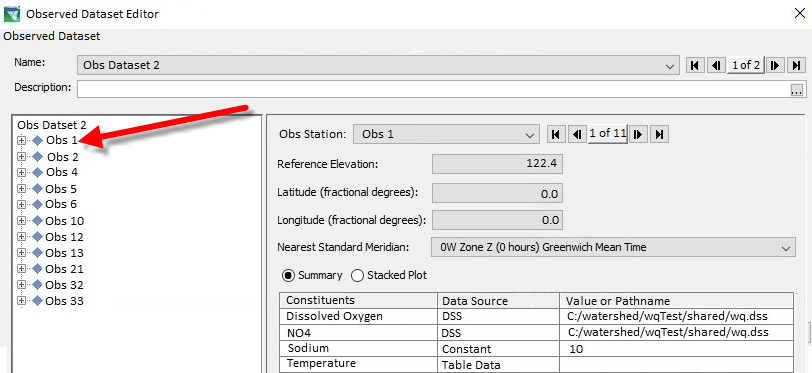 Observed Dataset Editor
Observed Dataset
Name: Obs Dataset 2 1 of 2
Description: ...
Obs Datset 2
Obs 1
Obs 2
Obs 4
Obs 5
Obs 6
Obs 10
Obs 12
Obs 13
Obs 21
Obs 32
Obs 33
Obs Station: Obs 1 1 of 11
Reference Elevation: 122.4
Latitude (fractional degrees): 0.0
Longitude (fractional degrees): 0.0
Nearest Standard Meridian: 0W Zone Z (0 hours) Greenwich Mean Time
Summary Stacked Plot
Constituents Data Source Value or Pathname
Dissolved Oxygen DSS C:/watershed/wqTest/shared/wq.dss
NO4 DSS C:/watershed/wqTest/shared/wq.dss
Sodium Constant 10
Temperature Table Data